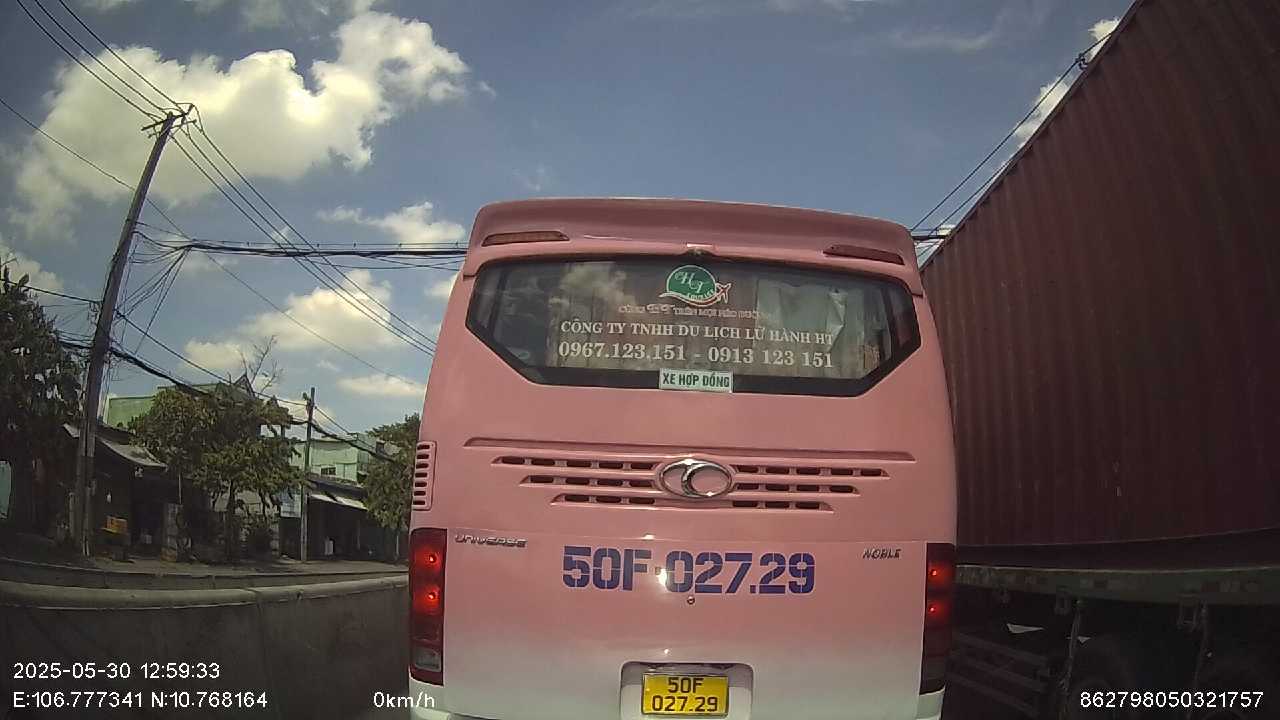 HT
CÔNG TY TNHH DU LỊCH LỮ HÀNH HT
0967.123.151 - 0913 123 151
XE HỢP ĐỒNG
UNIVERSE
NOBLE
50F-027.29
50F
027.29
2025-05-30 12:59:33
E:106.777341 N:10.768164
0km/h
862798050321757